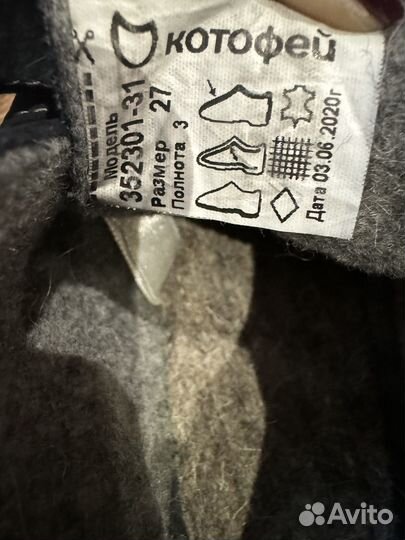 котофей
Модель
352301-31
Размер 27
Полнота 3
Дата 03.06.2020г
Avito